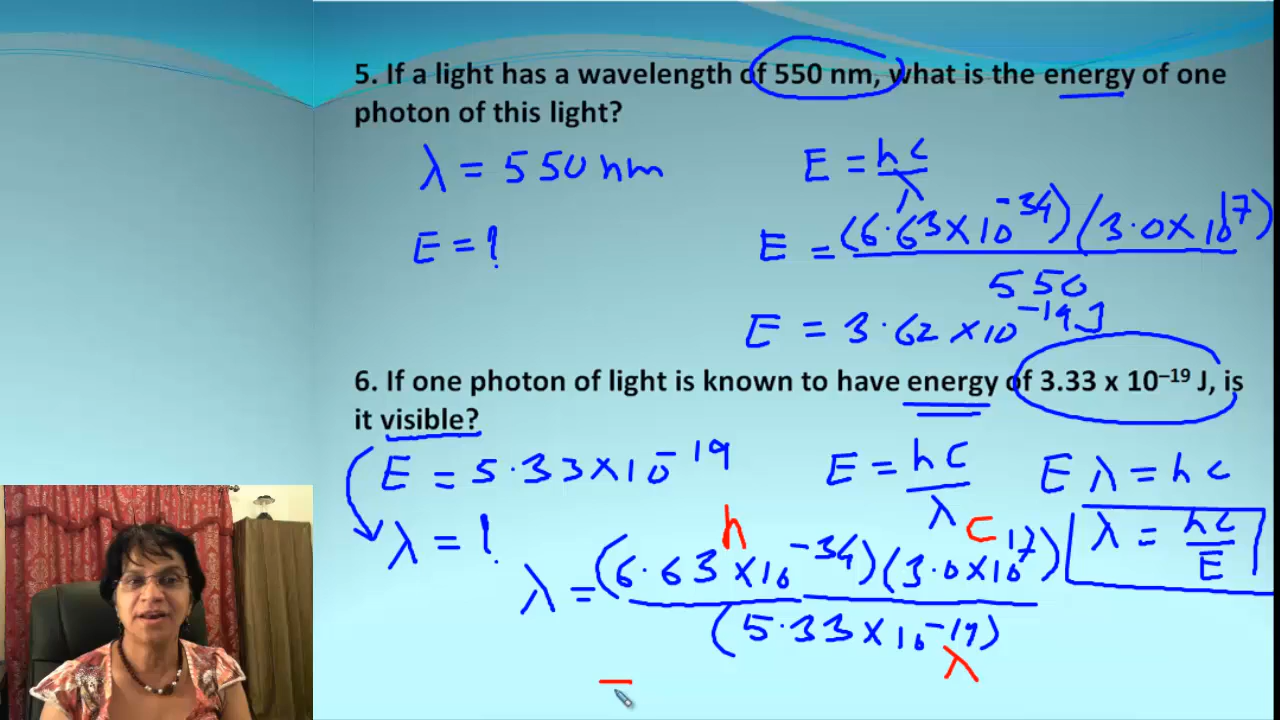 5. If a light has a wavelength of 550 nm, what is the energy of one
photon of this light?
λ = 550 nm
E = hc/λ
E = ?
E = (6.63×10^-34)(3.0×10^17)/550
E = 3.62×10^-19 J
6. If one photon of light is known to have energy of 3.33 x 10⁻¹⁹ J, is
it visible?
E = 5.33×10^-19
E = hc/λ
Eλ = hc
λ = ?
λ = hc/E
h
c
λ = (6.63×10^-34)(3.0×10^17)/(5.33×10^-19)
λ